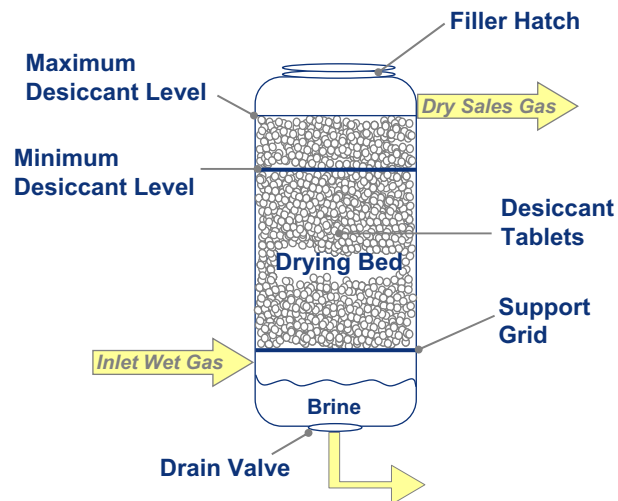 Filler Hatch
Maximum
Desiccant Level
Dry Sales Gas
Minimum
Desiccant Level
Desiccant
Tablets
Drying Bed
Support
Grid
Inlet Wet Gas
Brine
Drain Valve